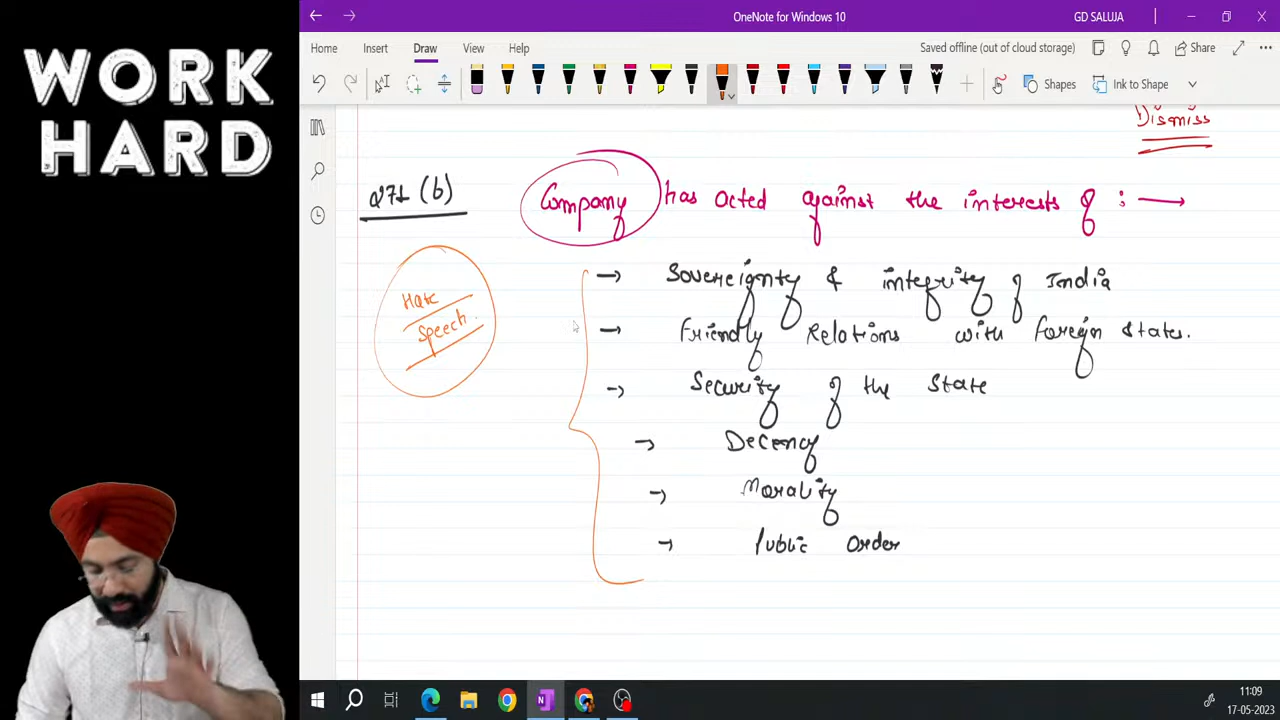 WORK
HARD
OneNote for Windows 10
GD SALUJA
Home Insert Draw View Help
Saved offline (out of cloud storage)
Share
Shapes
Ink to Shape
Dismiss
271 (b)
Company has acted against the interests of :
Sovereignty & integrity of India
Friendly Relations with foreign states.
Security of the State
Decency
Morality
Public Order
Hate
Speech.
11:09
17-05-2023